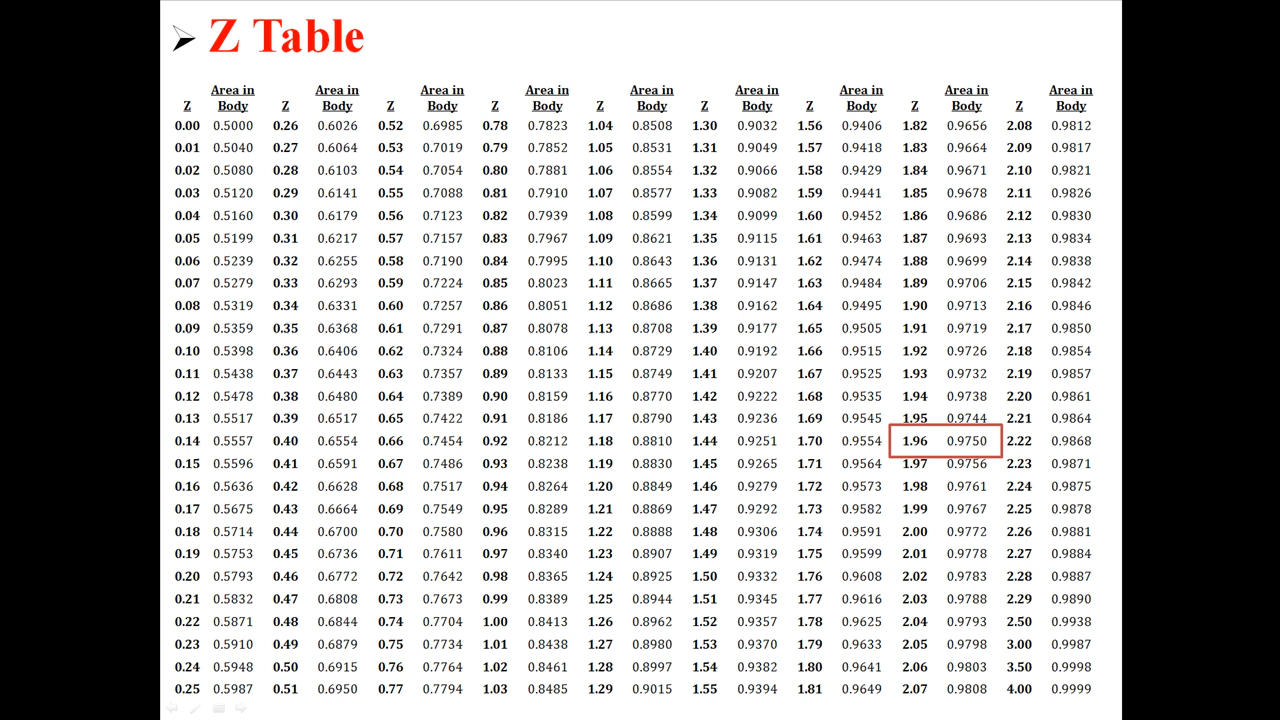 Z Table
Area in Area in Area in Area in Area in Area in Area in Area in Area in
Z Body Z Body Z Body Z Body Z Body Z Body Z Body Z Body Z Body
0.00 0.5000 0.26 0.6026 0.52 0.6985 0.78 0.7823 1.04 0.8508 1.30 0.9032 1.56 0.9406 1.82 0.9656 2.08 0.9812
0.01 0.5040 0.27 0.6064 0.53 0.7019 0.79 0.7852 1.05 0.8531 1.31 0.9049 1.57 0.9418 1.83 0.9664 2.09 0.9817
0.02 0.5080 0.28 0.6103 0.54 0.7054 0.80 0.7881 1.06 0.8554 1.32 0.9066 1.58 0.9429 1.84 0.9671 2.10 0.9821
0.03 0.5120 0.29 0.6141 0.55 0.7088 0.81 0.7910 1.07 0.8577 1.33 0.9082 1.59 0.9441 1.85 0.9678 2.11 0.9826
0.04 0.5160 0.30 0.6179 0.56 0.7123 0.82 0.7939 1.08 0.8599 1.34 0.9099 1.60 0.9452 1.86 0.9686 2.12 0.9830
0.05 0.5199 0.31 0.6217 0.57 0.7157 0.83 0.7967 1.09 0.8621 1.35 0.9115 1.61 0.9463 1.87 0.9693 2.13 0.9834
0.06 0.5239 0.32 0.6255 0.58 0.7190 0.84 0.7995 1.10 0.8643 1.36 0.9131 1.62 0.9474 1.88 0.9699 2.14 0.9838
0.07 0.5279 0.33 0.6293 0.59 0.7224 0.85 0.8023 1.11 0.8665 1.37 0.9147 1.63 0.9484 1.89 0.9706 2.15 0.9842
0.08 0.5319 0.34 0.6331 0.60 0.7257 0.86 0.8051 1.12 0.8686 1.38 0.9162 1.64 0.9495 1.90 0.9713 2.16 0.9846
0.09 0.5359 0.35 0.6368 0.61 0.7291 0.87 0.8078 1.13 0.8708 1.39 0.9177 1.65 0.9505 1.91 0.9719 2.17 0.9850
0.10 0.5398 0.36 0.6406 0.62 0.7324 0.88 0.8106 1.14 0.8729 1.40 0.9192 1.66 0.9515 1.92 0.9726 2.18 0.9854
0.11 0.5438 0.37 0.6443 0.63 0.7357 0.89 0.8133 1.15 0.8749 1.41 0.9207 1.67 0.9525 1.93 0.9732 2.19 0.9857
0.12 0.5478 0.38 0.6480 0.64 0.7389 0.90 0.8159 1.16 0.8770 1.42 0.9222 1.68 0.9535 1.94 0.9738 2.20 0.9861
0.13 0.5517 0.39 0.6517 0.65 0.7422 0.91 0.8186 1.17 0.8790 1.43 0.9236 1.69 0.9545 1.95 0.9744 2.21 0.9864
0.14 0.5557 0.40 0.6554 0.66 0.7454 0.92 0.8212 1.18 0.8810 1.44 0.9251 1.70 0.9554 1.96 0.9750 2.22 0.9868
0.15 0.5596 0.41 0.6591 0.67 0.7486 0.93 0.8238 1.19 0.8830 1.45 0.9265 1.71 0.9564 1.97 0.9756 2.23 0.9871
0.16 0.5636 0.42 0.6628 0.68 0.7517 0.94 0.8264 1.20 0.8849 1.46 0.9279 1.72 0.9573 1.98 0.9761 2.24 0.9875
0.17 0.5675 0.43 0.6664 0.69 0.7549 0.95 0.8289 1.21 0.8869 1.47 0.9292 1.73 0.9582 1.99 0.9767 2.25 0.9878
0.18 0.5714 0.44 0.6700 0.70 0.7580 0.96 0.8315 1.22 0.8888 1.48 0.9306 1.74 0.9591 2.00 0.9772 2.26 0.9881
0.19 0.5753 0.45 0.6736 0.71 0.7611 0.97 0.8340 1.23 0.8907 1.49 0.9319 1.75 0.9599 2.01 0.9778 2.27 0.9884
0.20 0.5793 0.46 0.6772 0.72 0.7642 0.98 0.8365 1.24 0.8925 1.50 0.9332 1.76 0.9608 2.02 0.9783 2.28 0.9887
0.21 0.5832 0.47 0.6808 0.73 0.7673 0.99 0.8389 1.25 0.8944 1.51 0.9345 1.77 0.9616 2.03 0.9788 2.29 0.9890
0.22 0.5871 0.48 0.6844 0.74 0.7704 1.00 0.8413 1.26 0.8962 1.52 0.9357 1.78 0.9625 2.04 0.9793 2.50 0.9938
0.23 0.5910 0.49 0.6879 0.75 0.7734 1.01 0.8438 1.27 0.8980 1.53 0.9370 1.79 0.9633 2.05 0.9798 3.00 0.9987
0.24 0.5948 0.50 0.6915 0.76 0.7764 1.02 0.8461 1.28 0.8997 1.54 0.9382 1.80 0.9641 2.06 0.9803 3.50 0.9998
0.25 0.5987 0.51 0.6950 0.77 0.7794 1.03 0.8485 1.29 0.9015 1.55 0.9394 1.81 0.9649 2.07 0.9808 4.00 0.9999